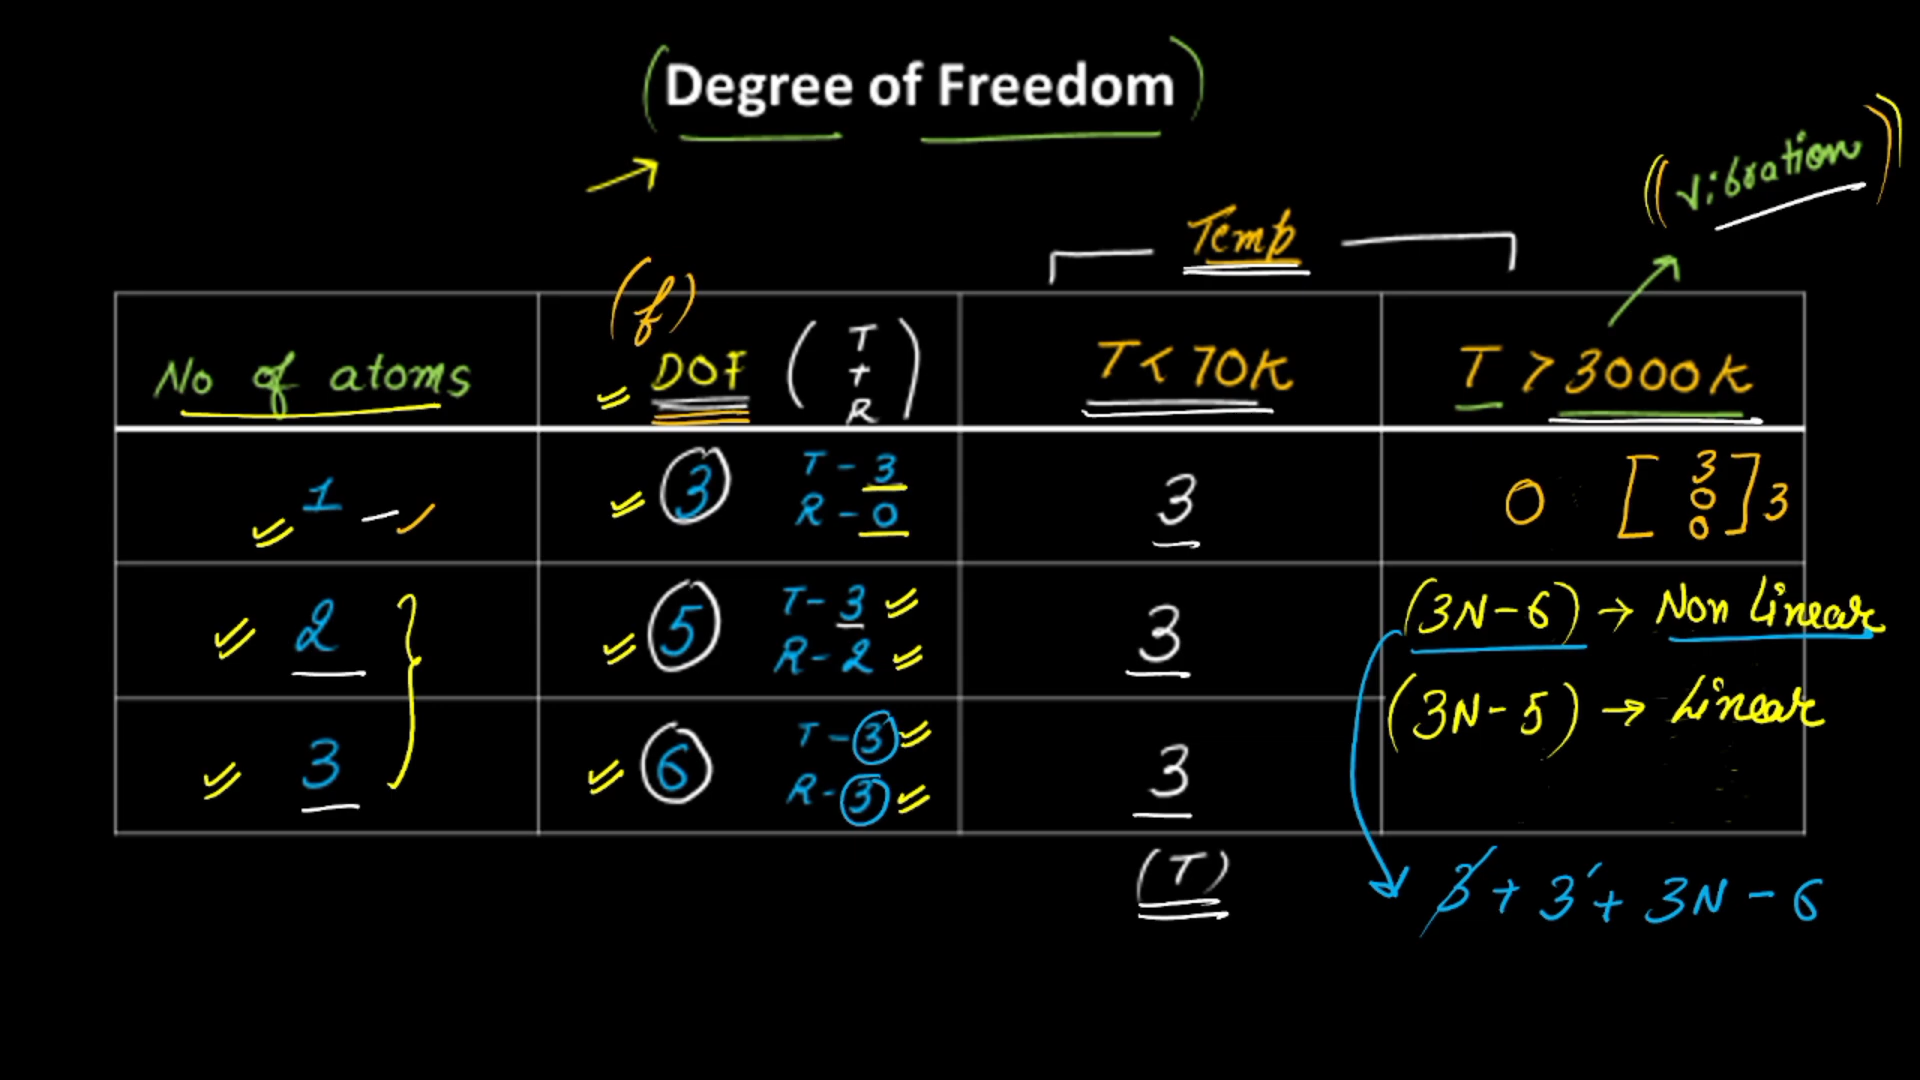 (Degree of Freedom)
((vibration))
Temp
(f)
No of atoms
DOF (T + R)
T < 70K
T > 3000K
1
3
T - 3
R - 0
3
0 [3 0 0] 3
2
5
T - 3
R - 2
3
(3N - 6) → Non Linear
(3N - 5) → Linear
3
6
T - 3
R - 3
3
(T)
3 + 3 + 3N - 6